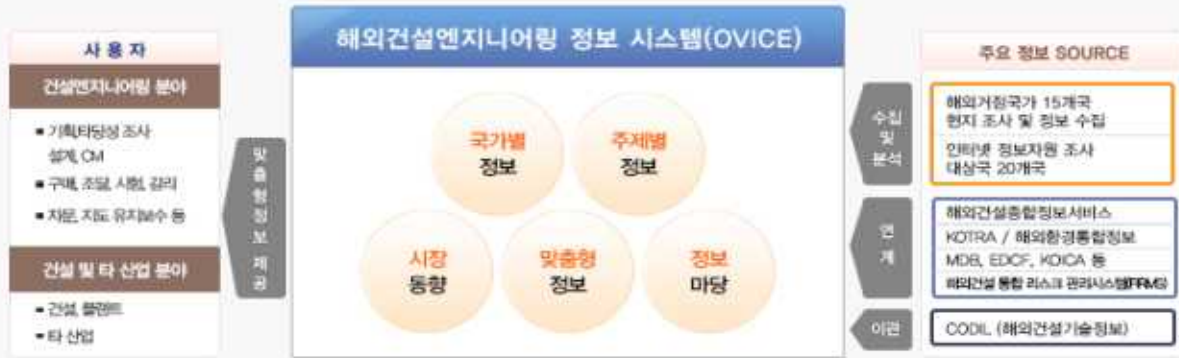 사 용 자
건설엔지니어링 분야
▪ 기획,타당성 조사
설계, CM
▪ 구매, 조달, 시험, 감리
▪ 자문, 지도 유지보수 등
건설 및 타 산업 분야
▪ 건설, 플랜트
▪ 타 산업
맞춤형정보 제공
해외건설엔지니어링 정보 시스템(OVICE)
국가별
정보
주제별
정보
시장
동향
맞춤형
정보
정보
마당
수집
및
분석
연
계
이관
주요 정보 SOURCE
해외거점국가 15개국
현지 조사 및 정보 수집
인터넷 정보자원 조사
대상국 20개국
해외건설종합정보서비스
KOTRA / 해외환경통합정보
MDB, EDCF, KOICA 등
해외건설 통합 리스크 관리시스템(FIRMS)
CODIL (해외건설기술정보)